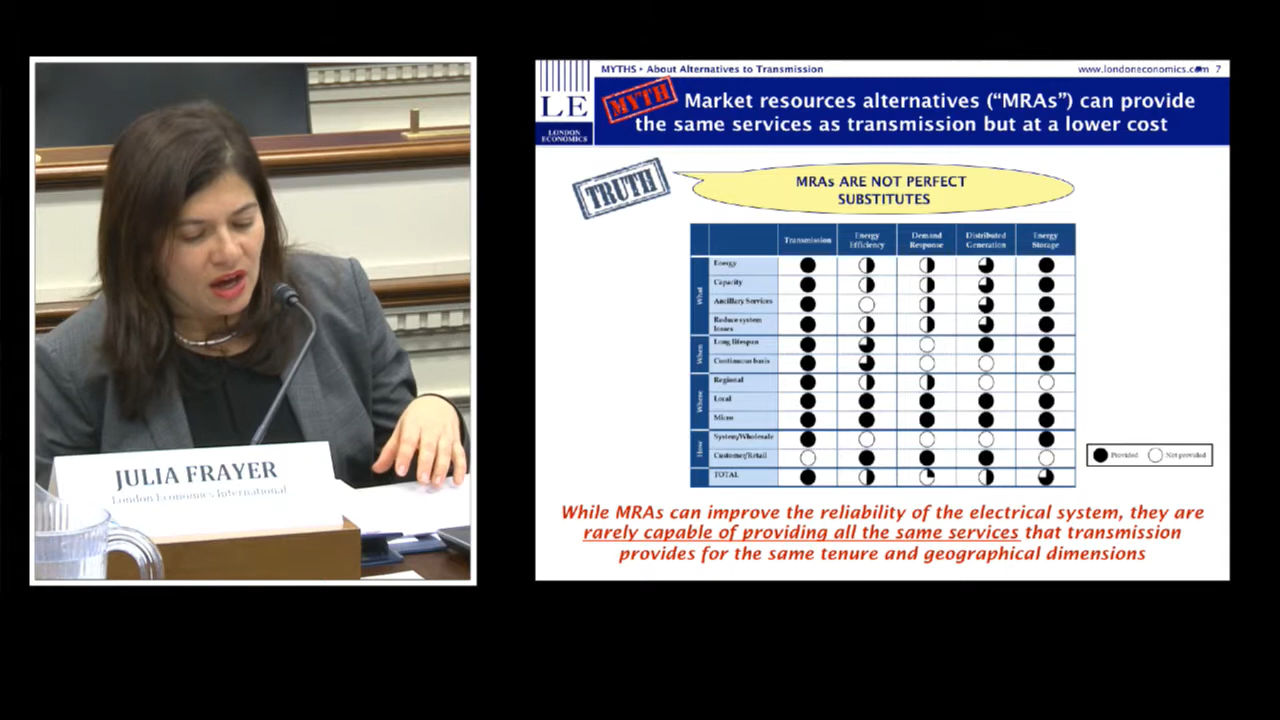 JULIA FRAYER
London Economics International
MYTHS • About Alternatives to Transmission
www.londoneconomics.com 7
LE
LONDON
ECONOMICS
MYTH
Market resources alternatives (“MRAs”) can provide
the same services as transmission but at a lower cost
TRUTH
MRAs ARE NOT PERFECT
SUBSTITUTES
Transmission
Energy
Efficiency
Demand
Response
Distributed
Generation
Energy
Storage
What
Energy
Capacity
Ancillary Services
Reduce system
losses
When
Long lifespan
Continuous basis
Where
Regional
Local
Micro
How
System/Wholesale
Customer/Retail
TOTAL
Provided
Not provided
While MRAs can improve the reliability of the electrical system, they are
rarely capable of providing all the same services that transmission
provides for the same tenure and geographical dimensions